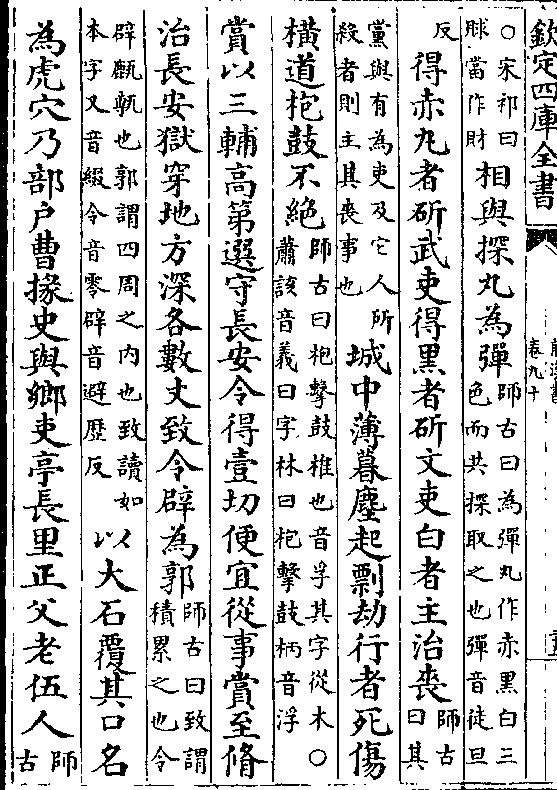 欽定四庫全書
卷九十
○宋祁曰
賕當作財
相與探丸為彈
師古曰為彈丸作赤黑白三
色而共探取之也彈音徒旦
反
得赤丸者斫武吏得黑者斫文吏白者主治喪
師古
曰其
黨與有為吏及它人所
殺者則主其喪事也
城中薄暮塵起剽劫行者死傷
橫道枹鼓不絕
師古曰枹擊鼓椎也音孚其字從木○
蕭該音義曰字林曰枹擊鼓柄音浮
賞以三輔高第選守長安令得壹切便宜從事賞至脩
治長安獄穿地方深各數丈致令辟為郭
師古曰致謂
積累之也令
辟㼾甎也郭謂四周之內也致讀如
本字又音綴令音零辟音避歷反
以大石覆其口名
為虎穴乃部戶曹掾史與鄉吏亭長里正父老伍人
師
古